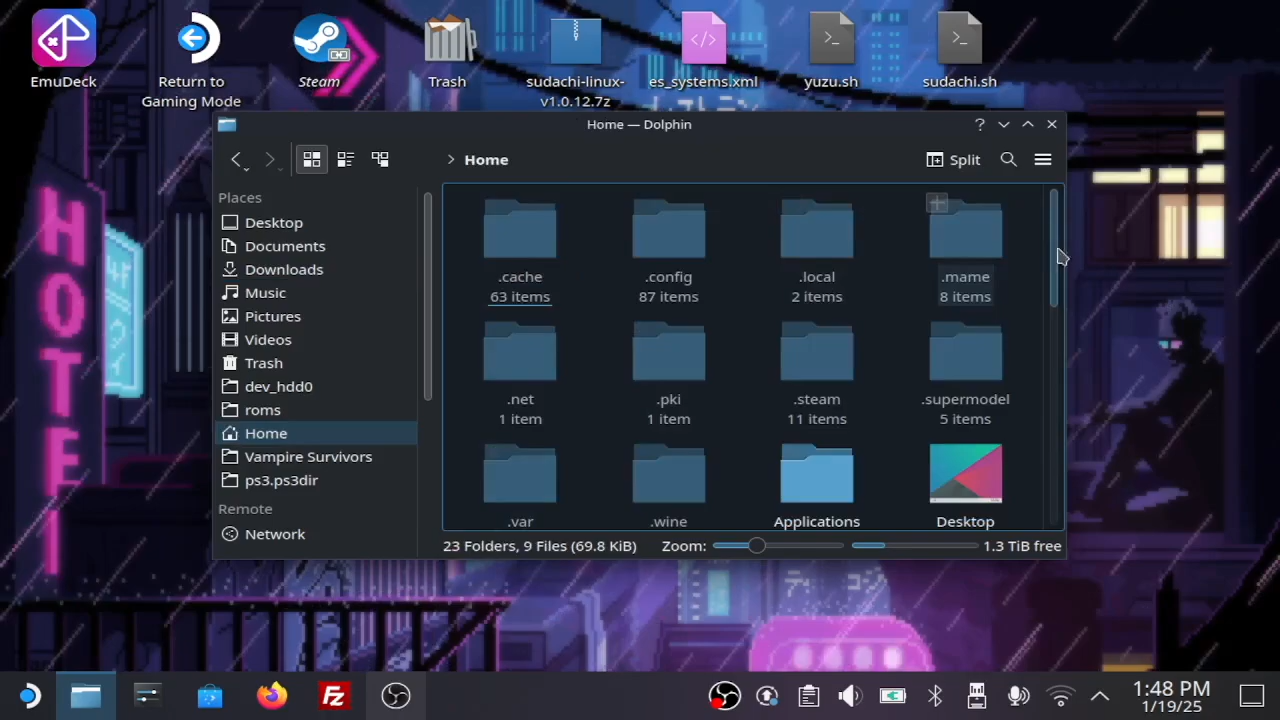 EmuDeck
Return to
Gaming Mode
Steam
Trash
sudachi-linux-
v1.0.12.7z
es_systems.xml
yuzu.sh
sudachi.sh
Home — Dolphin
Home
Split
Places
Desktop
Documents
Downloads
Music
Pictures
Videos
Trash
dev_hdd0
roms
Home
Vampire Survivors
ps3.ps3dir
Remote
Network
.cache
63 items
.config
87 items
.local
2 items
.mame
8 items
.net
1 item
.pki
1 item
.steam
11 items
.supermodel
5 items
.var
.wine
Applications
Desktop
23 Folders, 9 Files (69.8 KiB)
Zoom:
1.3 TiB free
HOTE
1:48 PM
1/19/25